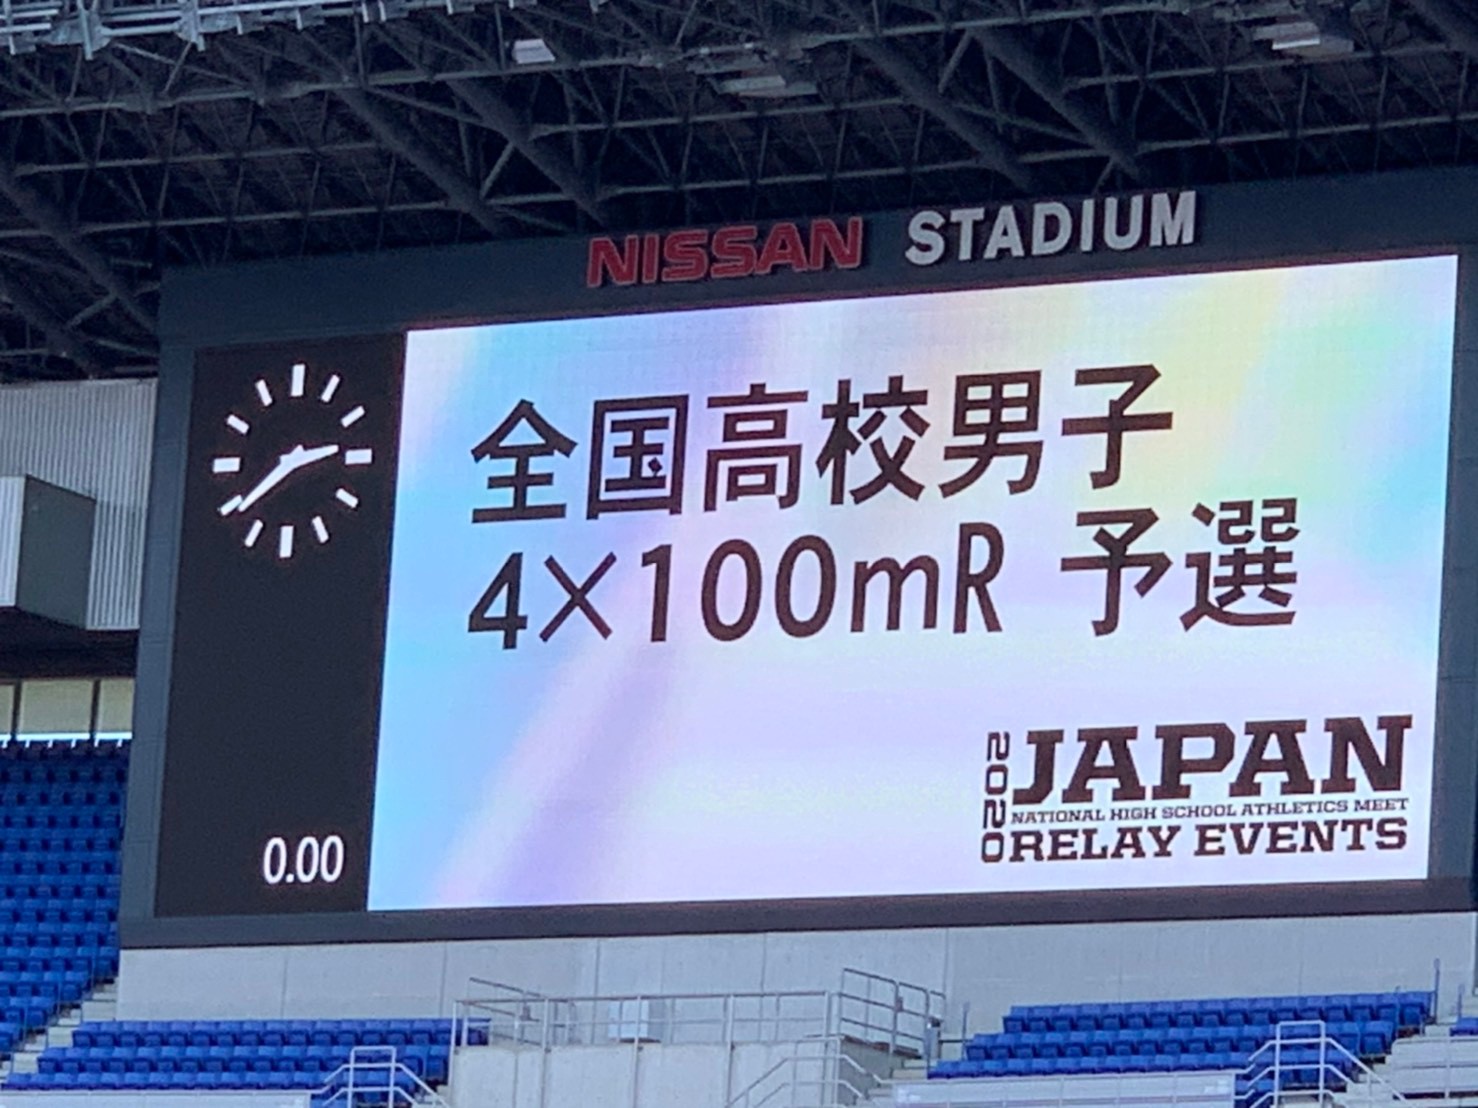 NISSAN STADIUM
全国高校男子
4×100mR 予選
2020
JAPAN
NATIONAL HIGH SCHOOL ATHLETICS MEET
RELAY EVENTS
0.00